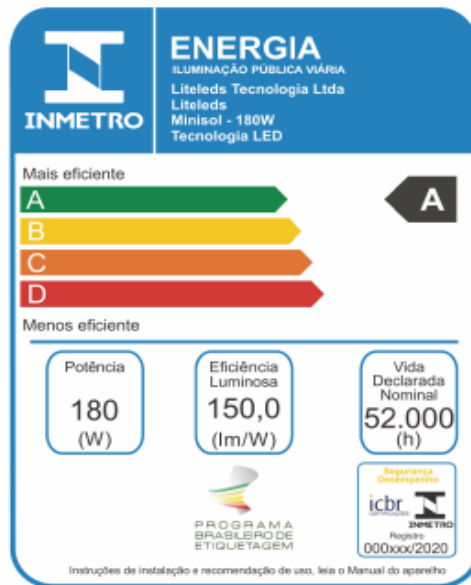 INMETRO
ENERGIA
ILUMINAÇÃO PÚBLICA VIÁRIA
Liteleds Tecnologia Ltda
Liteleds
Minisol - 180W
Tecnologia LED
Mais eficiente
A
A
B
C
D
Menos eficiente
Potência
180
(W)
Eficiência
Luminosa
150,0
(lm/W)
Vida
Declarada
Nominal
52.000
(h)
PROGRAMA
BRASILEIRO DE
ETIQUETAGEM
Segurança
Desempenho
icbr
CERTIFICAÇÕES
INMETRO
Registro
000xxx/2020
Instruções de instalação e recomendação de uso, leia o Manual do aparelho